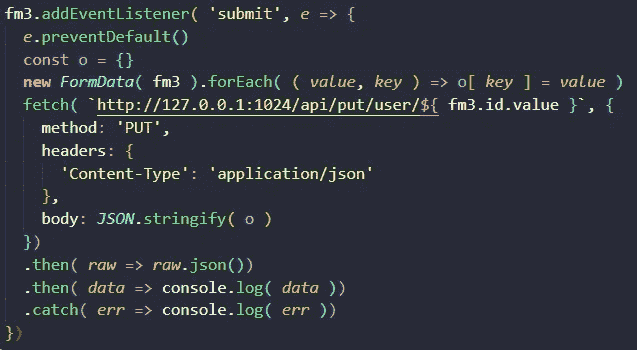 fm3.addEventListener( 'submit', e => {
  e.preventDefault()
  const o = {}
  new FormData( fm3 ).forEach( ( value, key ) => o[ key ] = value )
  fetch( `http://127.0.0.1:1024/api/put/user/${ fm3.id.value }`, {
    method: 'PUT',
    headers: {
      'Content-Type': 'application/json'
    },
    body: JSON.stringify( o )
  })
  .then( raw => raw.json())
  .then( data => console.log( data ))
  .catch( err => console.log( err ))
})